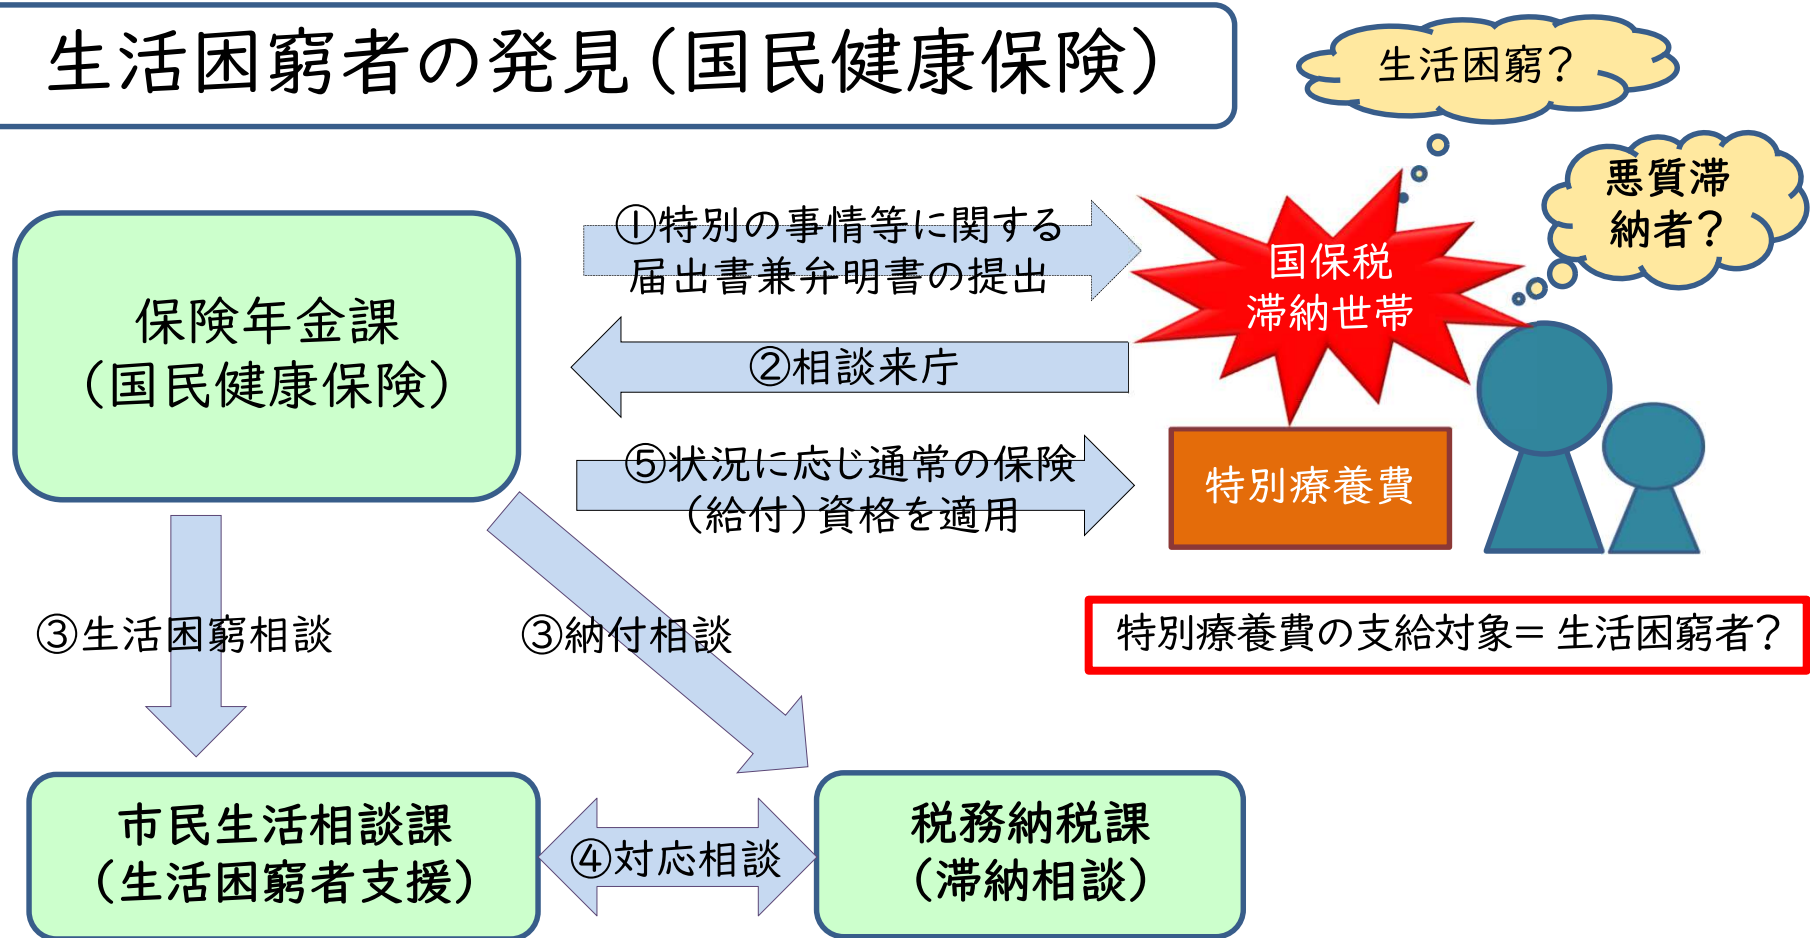 生活困窮者の発見（国民健康保険）
生活困窮？
悪質滞
納者？
保険年金課
（国民健康保険）
①特別の事情等に関する
届出書兼弁明書の提出
国保税
滞納世帯
②相談来庁
⑤状況に応じ通常の保険
（給付）資格を適用
特別療養費
③生活困窮相談
③納付相談
特別療養費の支給対象＝生活困窮者？
市民生活相談課
（生活困窮者支援）
④対応相談
税務納税課
（滞納相談）